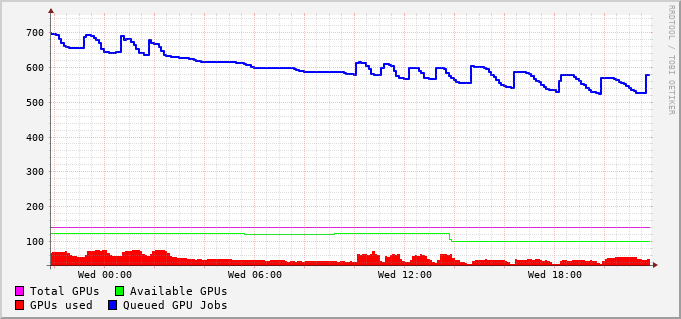 700
600
500
400
300
200
100
Wed 00:00 Wed 06:00 Wed 12:00 Wed 18:00
Total GPUs Available GPUs
GPUs used Queued GPU Jobs
RRDTOOL / TOBI OETIKER